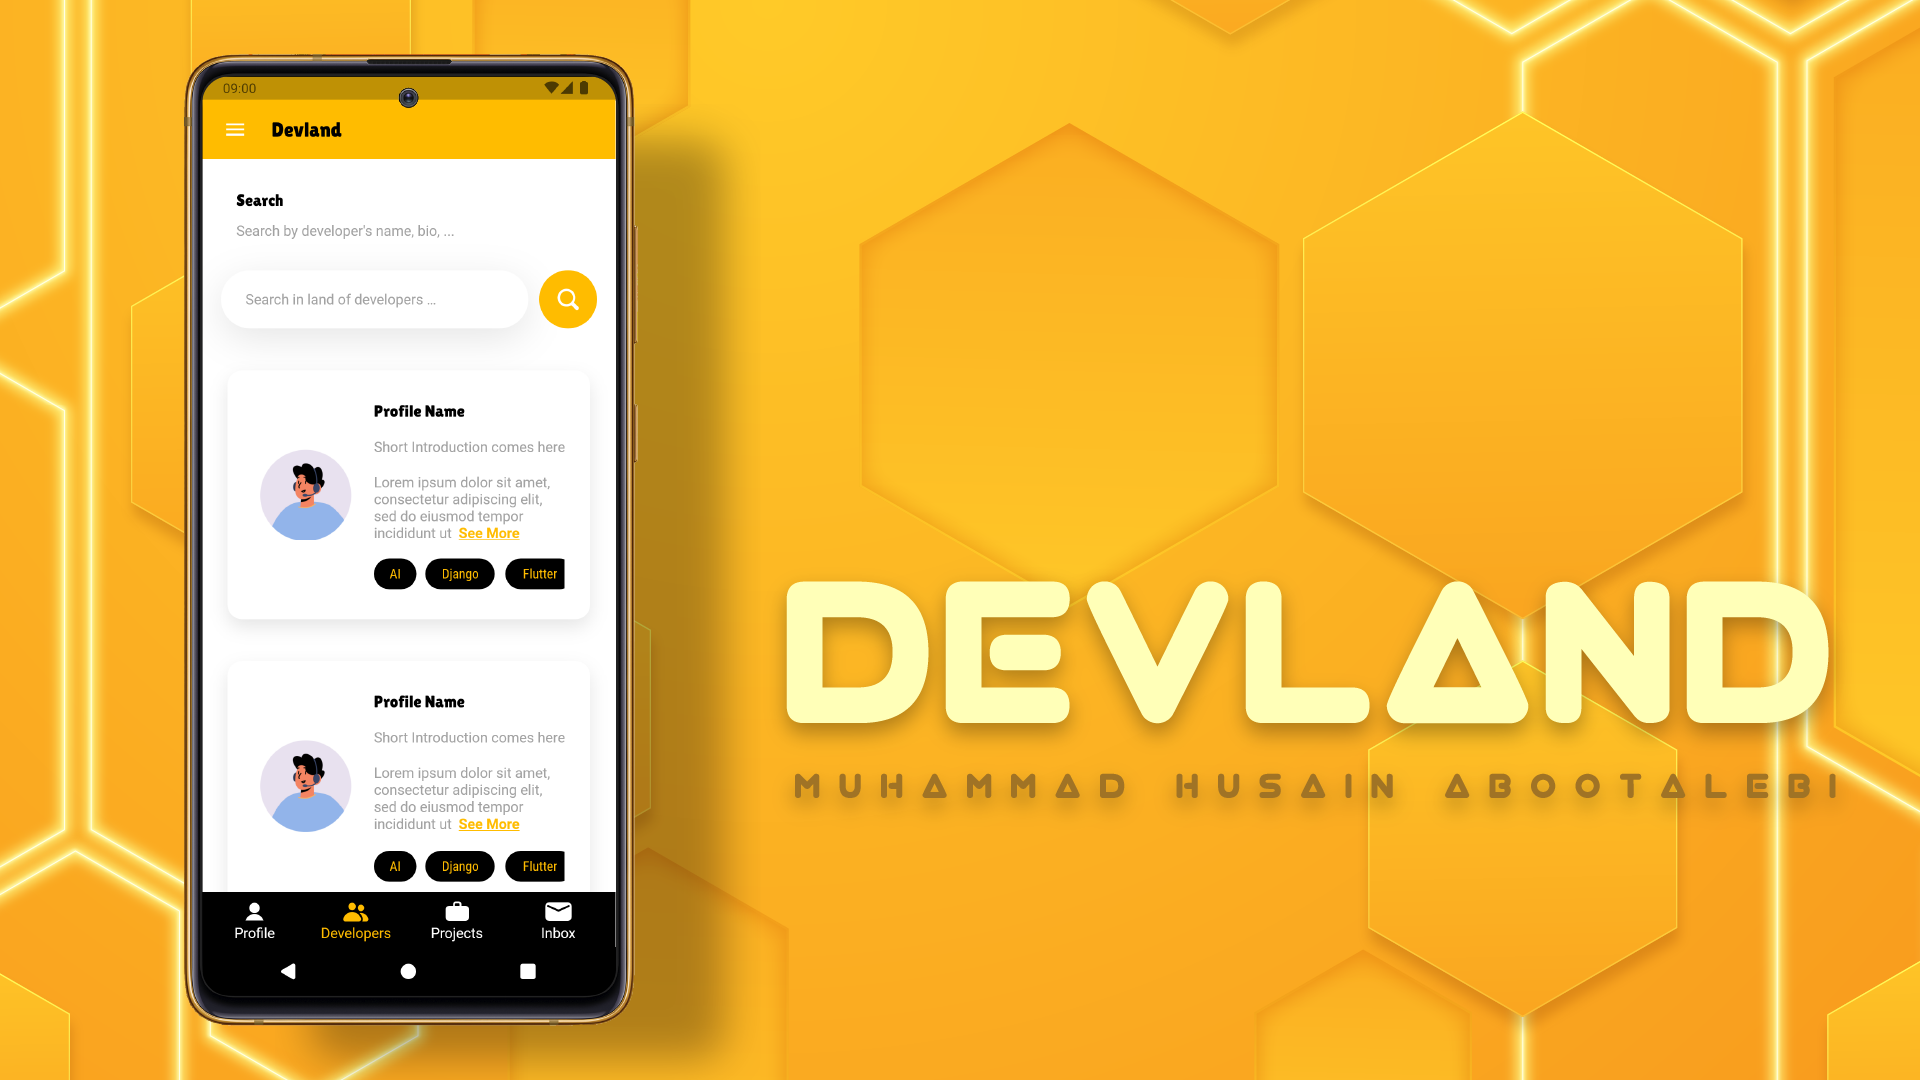 09:00
Devland
Search
Search by developer's name, bio, ...
Search in land of developers ...
Profile Name
Short Introduction comes here
Lorem ipsum dolor sit amet,
consectetur adipiscing elit,
sed do eiusmod tempor
incididunt ut See More
AI Django Flutter
Profile Name
Short Introduction comes here
Lorem ipsum dolor sit amet,
consectetur adipiscing elit,
sed do eiusmod tempor
incididunt ut See More
AI Django Flutter
Profile Developers Projects Inbox
DEVLAND
MUHAMMAD HUSAIN ABOOTALEBI